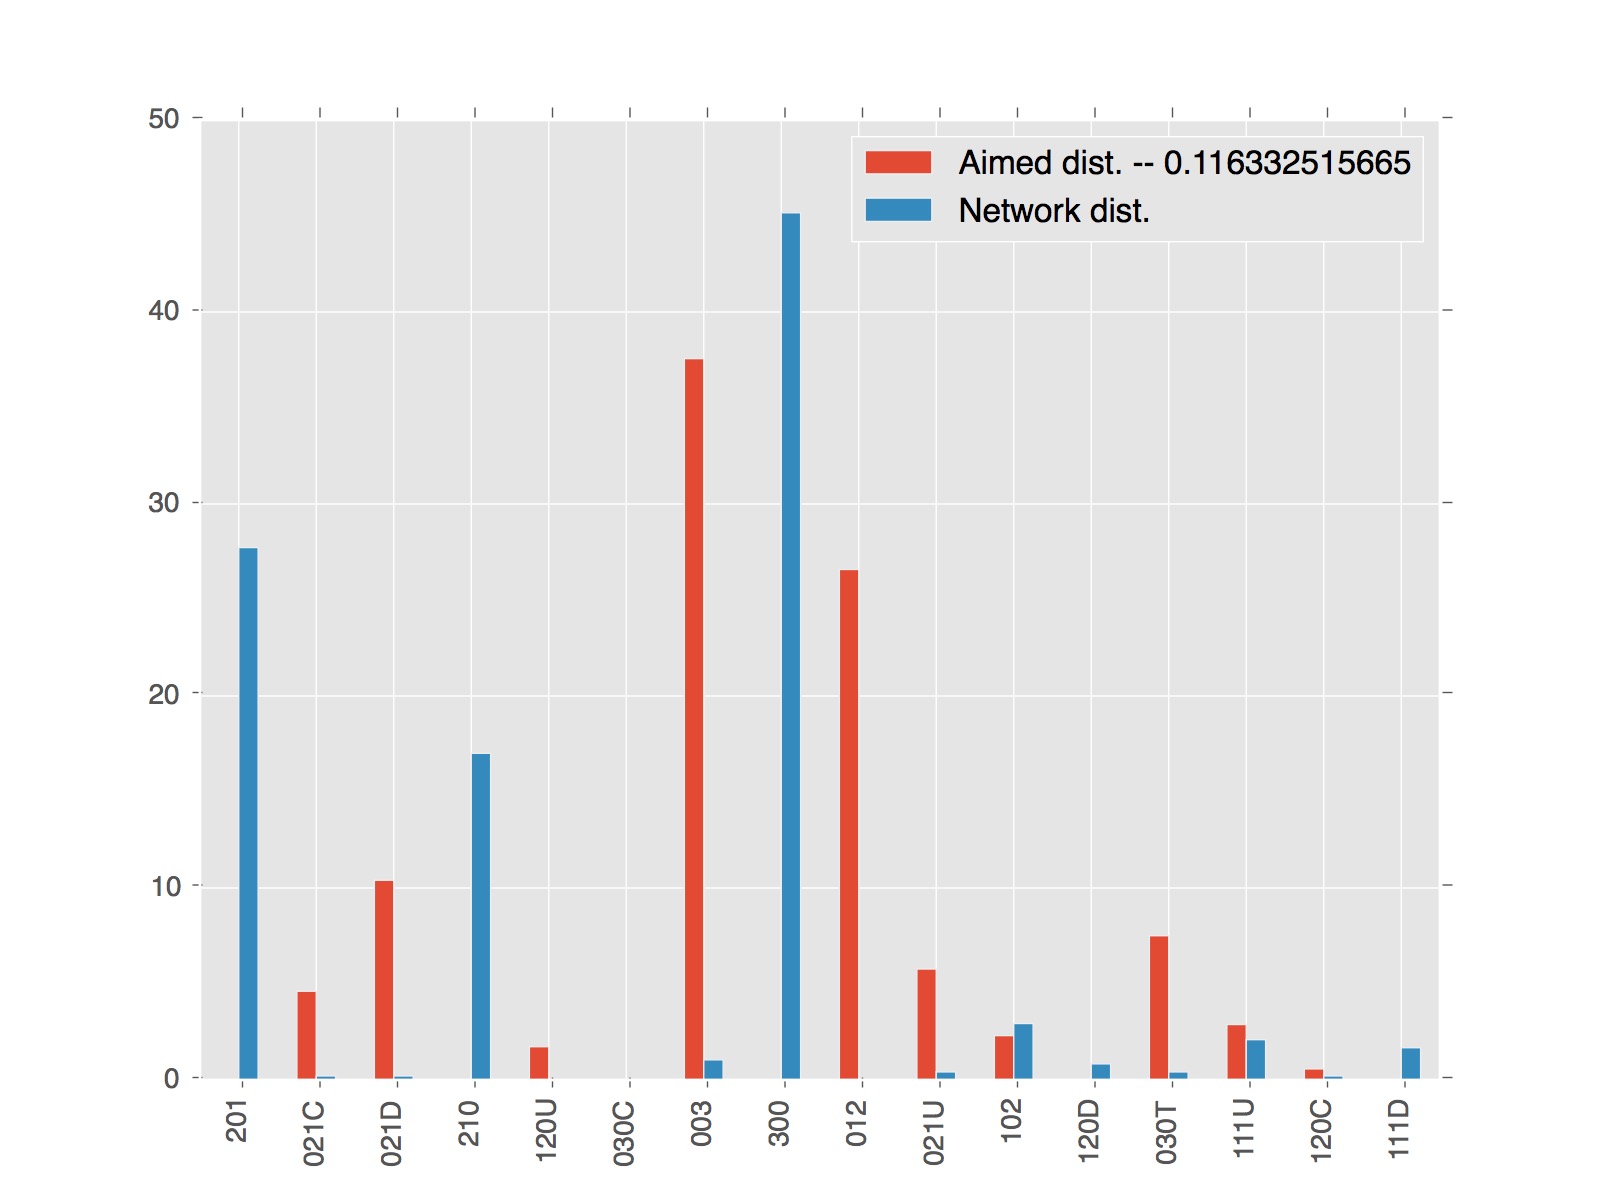 50
40
30
20
10
0
Aimed dist. -- 0.116332515665
Network dist.
201
021C
021D
210
120U
030C
003
300
012
021U
102
120D
030T
111U
120C
111D